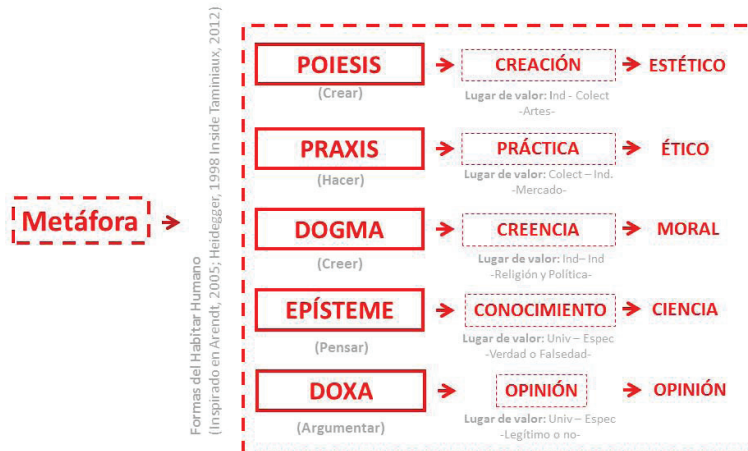 Metáfora
Formas del Habitar Humano
(Inspirado en Arendt, 2005; Heidegger, 1998 Inside Taminiaux, 2012)
POIESIS
(Crear)
CREACIÓN
Lugar de valor: Ind - Colect
-Artes-
ESTÉTICO
PRAXIS
(Hacer)
PRÁCTICA
Lugar de valor: Colect – Ind.
-Mercado-
ÉTICO
DOGMA
(Creer)
CREENCIA
Lugar de valor: Ind– Ind
-Religión y Política-
MORAL
EPÍSTEME
(Pensar)
CONOCIMIENTO
Lugar de valor: Univ – Espec
-Verdad o Falsedad-
CIENCIA
DOXA
(Argumentar)
OPINIÓN
Lugar de valor: Univ – Espec
-Legítimo o no-
OPINIÓN